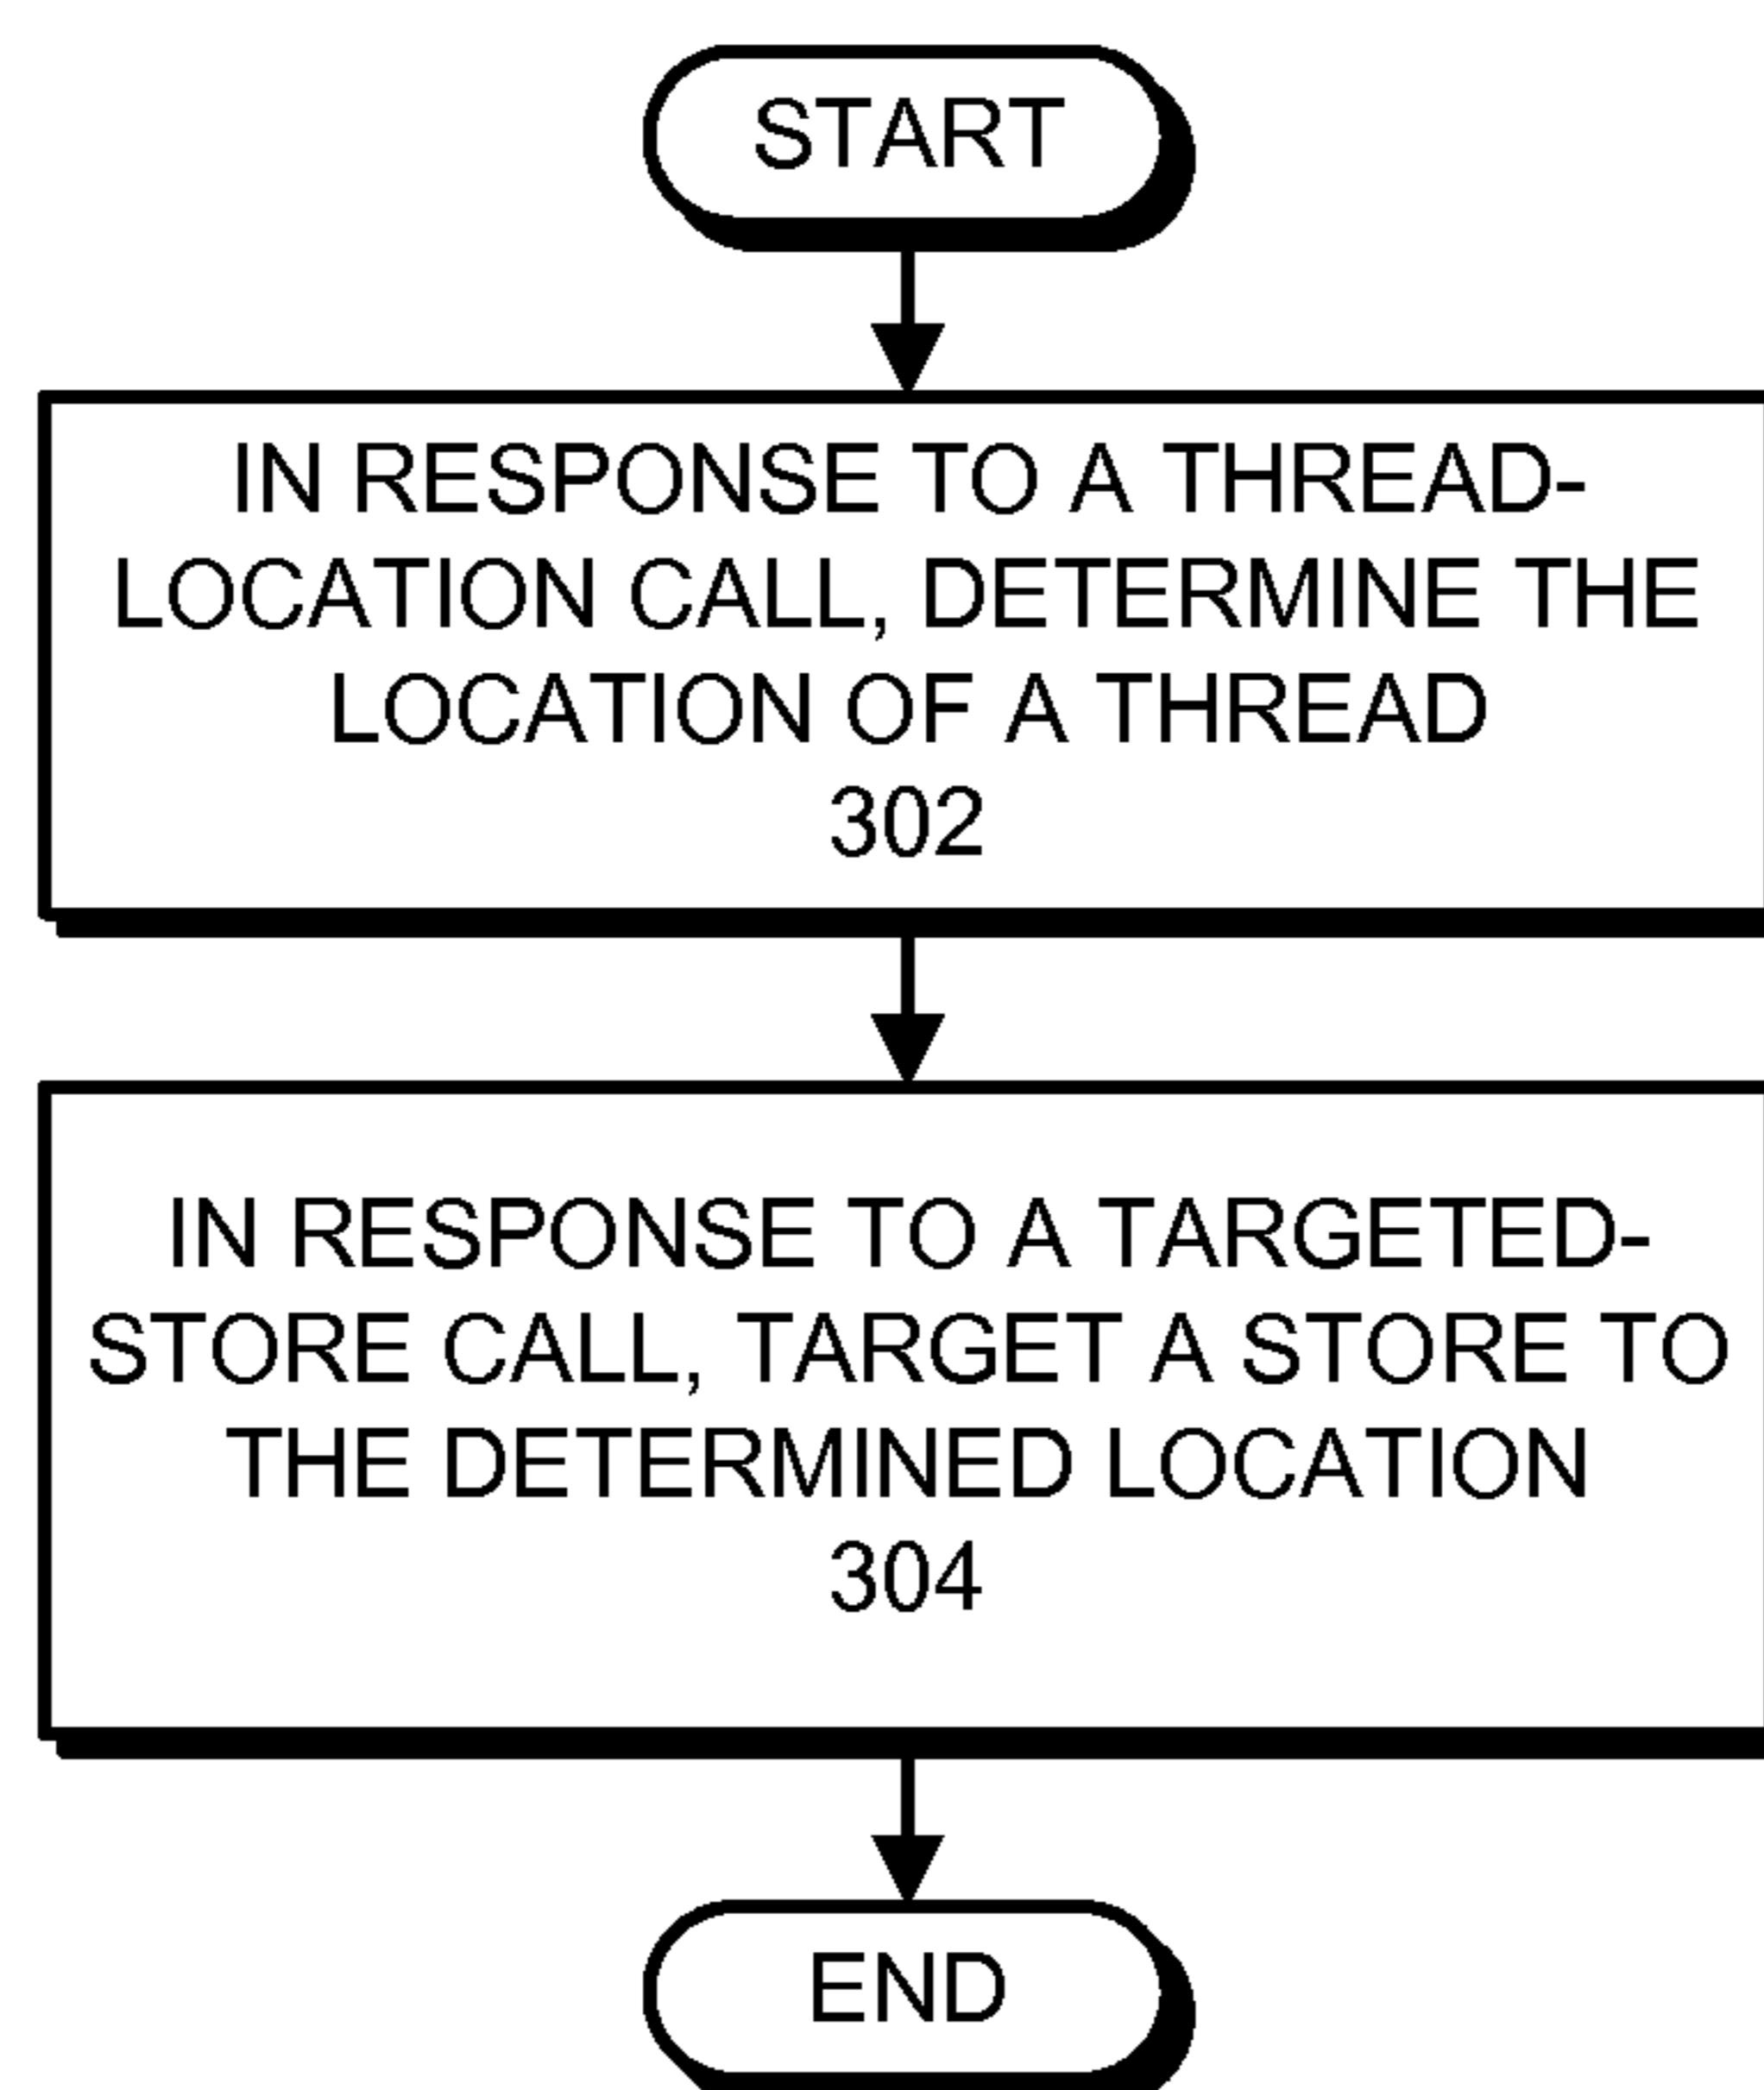 START
IN RESPONSE TO A THREAD-
LOCATION CALL, DETERMINE THE
LOCATION OF A THREAD
302
IN RESPONSE TO A TARGETED-
STORE CALL, TARGET A STORE TO
THE DETERMINED LOCATION
304
END